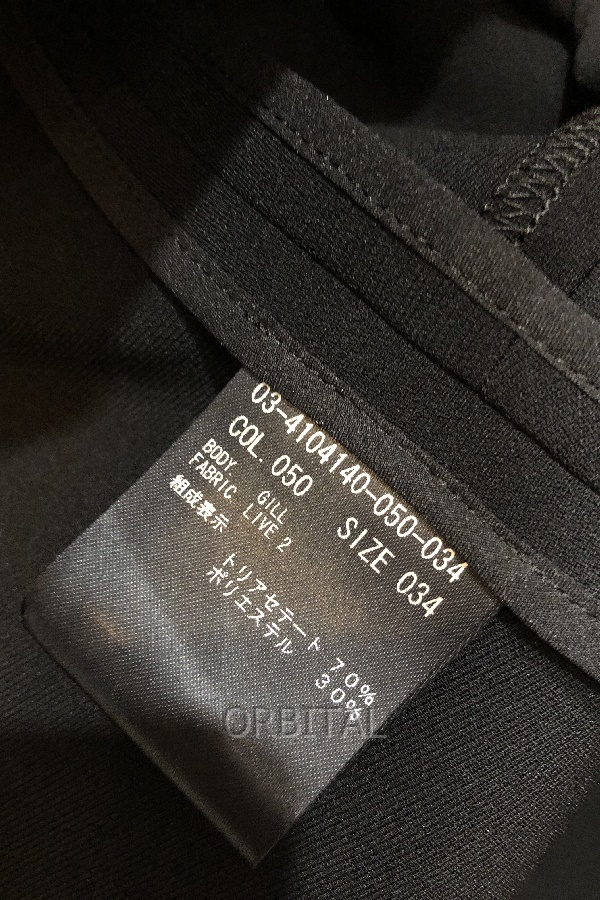 03-4104140-050-034
COL. 050 SIZE 034
BODY GILL
FABRIC LIVE 2
組成表示
トリアセテート 70%
ポリエステル 30%
ORBITAL